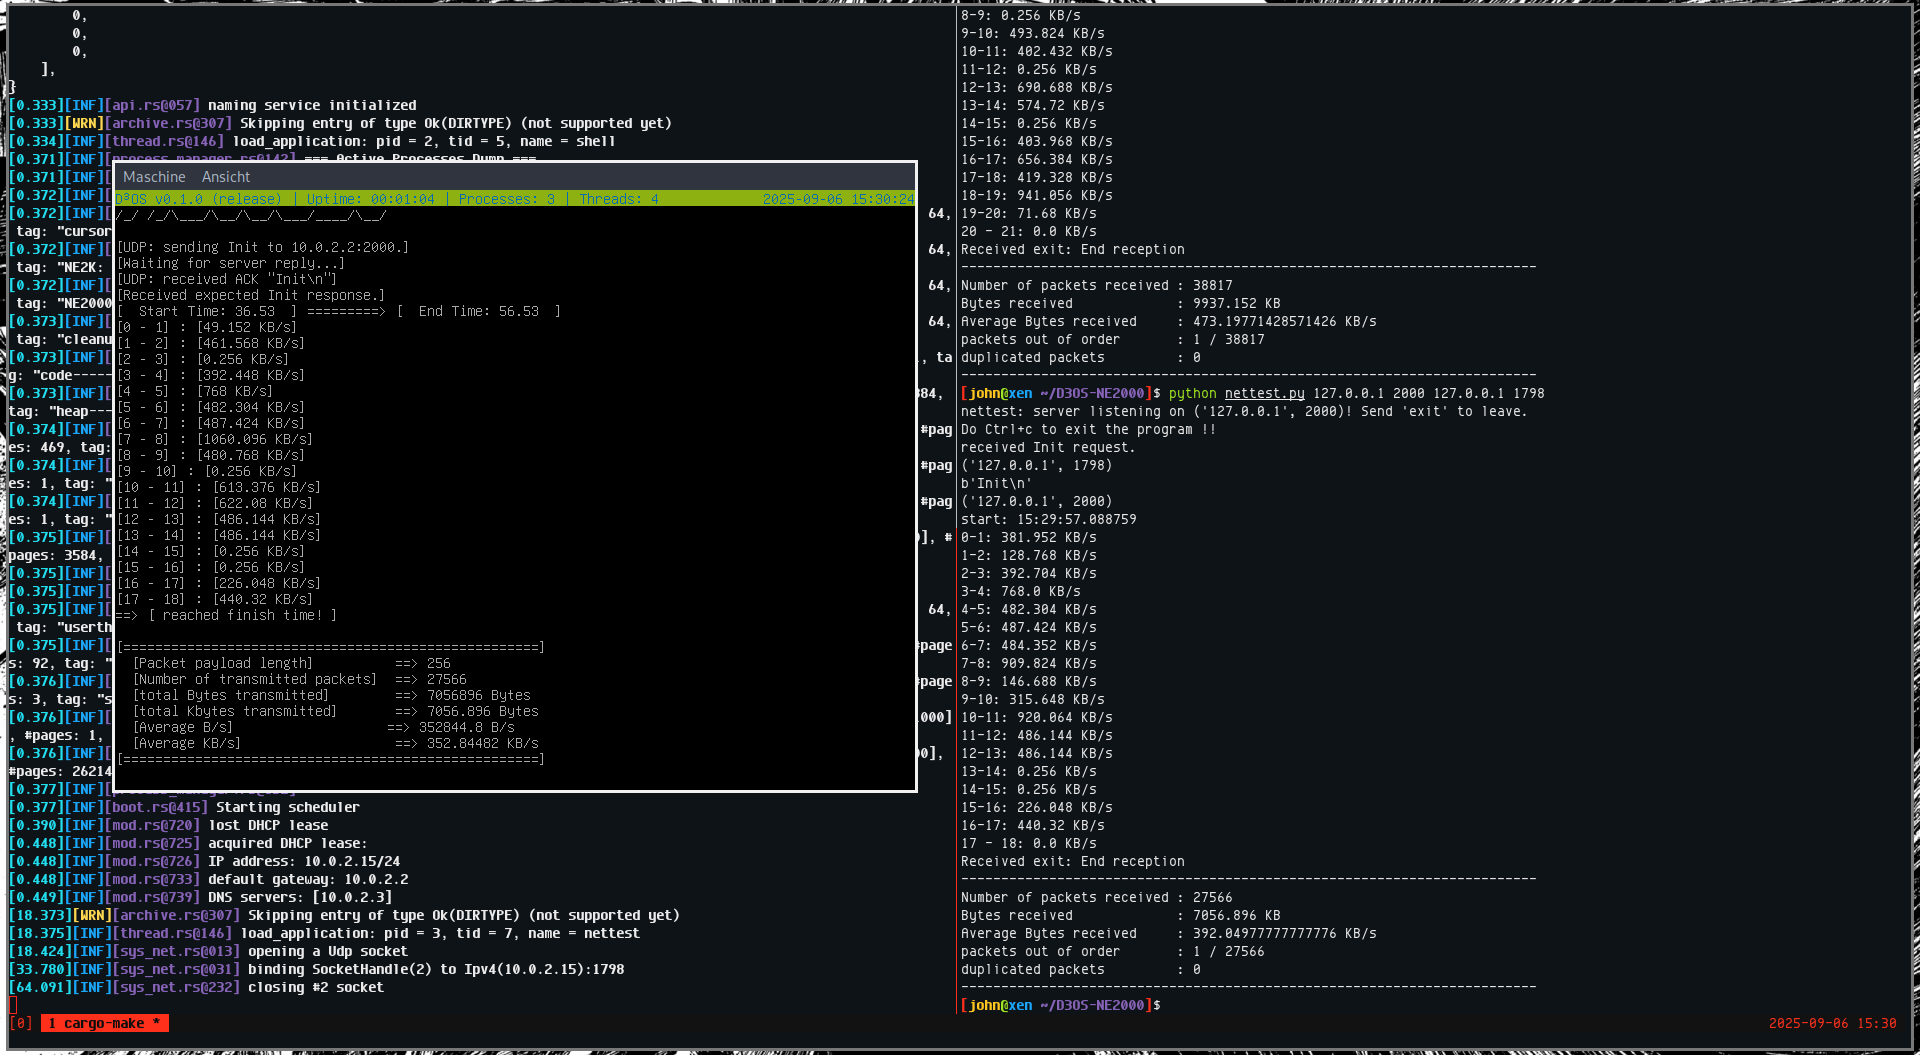 0,
0,
0,
],
}
[0.333][INF][api.rs@057] naming service initialized
[0.333][WRN][archive.rs@307] Skipping entry of type Ok(DIRTYPE) (not supported yet)
[0.334][INF][thread.rs@146] load_application: pid = 2, tid = 5, name = shell
[0.371][INF][process_manager.rs@142] === Active Processes Dump ===
[0.371][INF][
[0.372][INF][
[0.372][INF][ 64,
tag: "cursor
[0.372][INF][ 64,
tag: "NE2K:
[0.372][INF][ 64,
tag: "NE2000
[0.373][INF][ 64,
tag: "cleanu
[0.373][INF][ , ta
g: "code-----
[0.373][INF][ 384,
tag: "heap---
[0.374][INF][ #pag
es: 469, tag:
[0.374][INF][ #pag
es: 1, tag: "
[0.374][INF][ #pag
es: 1, tag: "
[0.375][INF][ 0], #
pages: 3584,
[0.375][INF][
[0.375][INF][
[0.375][INF][ 64,
tag: "userth
[0.375][INF][ #page
s: 92, tag: "
[0.376][INF][ #page
s: 3, tag: "s
[0.376][INF][ 000]
, #pages: 1,
[0.376][INF][ 00],
#pages: 26214
[0.377][INF][
[0.377][INF][boot.rs@415] Starting scheduler
[0.390][INF][mod.rs@720] lost DHCP lease
[0.448][INF][mod.rs@725] acquired DHCP lease:
[0.448][INF][mod.rs@726] IP address: 10.0.2.15/24
[0.448][INF][mod.rs@733] default gateway: 10.0.2.2
[0.449][INF][mod.rs@739] DNS servers: [10.0.2.3]
[18.373][WRN][archive.rs@307] Skipping entry of type Ok(DIRTYPE) (not supported yet)
[18.375][INF][thread.rs@146] load_application: pid = 3, tid = 7, name = nettest
[18.424][INF][sys_net.rs@013] opening a Udp socket
[33.780][INF][sys_net.rs@031] binding SocketHandle(2) to Ipv4(10.0.2.15):1798
[64.091][INF][sys_net.rs@232] closing #2 socket
[0] 1 cargo-make *
Maschine Ansicht
D³OS v0.1.0 (release) | Uptime: 00:01:04 | Processes: 3 | Threads: 4 2025-09-06 15:30:24
/_/ /_/\___/\__/\__/\___/____/\__/
[UDP: sending Init to 10.0.2.2:2000.]
[Waiting for server reply...]
[UDP: received ACK "Init\n"]
[Received expected Init response.]
[ Start Time: 36.53 ] =========> [ End Time: 56.53 ]
[0 - 1] : [49.152 KB/s]
[1 - 2] : [461.568 KB/s]
[2 - 3] : [0.256 KB/s]
[3 - 4] : [392.448 KB/s]
[4 - 5] : [768 KB/s]
[5 - 6] : [482.304 KB/s]
[6 - 7] : [487.424 KB/s]
[7 - 8] : [1060.096 KB/s]
[8 - 9] : [480.768 KB/s]
[9 - 10] : [0.256 KB/s]
[10 - 11] : [613.376 KB/s]
[11 - 12] : [622.08 KB/s]
[12 - 13] : [486.144 KB/s]
[13 - 14] : [486.144 KB/s]
[14 - 15] : [0.256 KB/s]
[15 - 16] : [0.256 KB/s]
[16 - 17] : [226.048 KB/s]
[17 - 18] : [440.32 KB/s]
==> [ reached finish time! ]
[====================================================]
[Packet payload length] ==> 256
[Number of transmitted packets] ==> 27566
[total Bytes transmitted] ==> 7056896 Bytes
[total Kbytes transmitted] ==> 7056.896 Bytes
[Average B/s] ==> 352844.8 B/s
[Average KB/s] ==> 352.84482 KB/s
[====================================================]
8-9: 0.256 KB/s
9-10: 493.824 KB/s
10-11: 402.432 KB/s
11-12: 0.256 KB/s
12-13: 690.688 KB/s
13-14: 574.72 KB/s
14-15: 0.256 KB/s
15-16: 403.968 KB/s
16-17: 656.384 KB/s
17-18: 419.328 KB/s
18-19: 941.056 KB/s
19-20: 71.68 KB/s
20 - 21: 0.0 KB/s
Received exit: End reception
------------------------------------------------------------------------
Number of packets received : 38817
Bytes received : 9937.152 KB
Average Bytes received : 473.19771428571426 KB/s
packets out of order : 1 / 38817
duplicated packets : 0
------------------------------------------------------------------------
[john@xen ~/D3OS-NE2000]$ python nettest.py 127.0.0.1 2000 127.0.0.1 1798
nettest: server listening on ('127.0.0.1', 2000)! Send 'exit' to leave.
Do Ctrl+c to exit the program !!
received Init request.
('127.0.0.1', 1798)
b'Init\n'
('127.0.0.1', 2000)
start: 15:29:57.088759
0-1: 381.952 KB/s
1-2: 128.768 KB/s
2-3: 392.704 KB/s
3-4: 768.0 KB/s
4-5: 482.304 KB/s
5-6: 487.424 KB/s
6-7: 484.352 KB/s
7-8: 909.824 KB/s
8-9: 146.688 KB/s
9-10: 315.648 KB/s
10-11: 920.064 KB/s
11-12: 486.144 KB/s
12-13: 486.144 KB/s
13-14: 0.256 KB/s
14-15: 0.256 KB/s
15-16: 226.048 KB/s
16-17: 440.32 KB/s
17 - 18: 0.0 KB/s
Received exit: End reception
------------------------------------------------------------------------
Number of packets received : 27566
Bytes received : 7056.896 KB
Average Bytes received : 392.04977777777776 KB/s
packets out of order : 1 / 27566
duplicated packets : 0
------------------------------------------------------------------------
[john@xen ~/D3OS-NE2000]$
2025-09-06 15:30